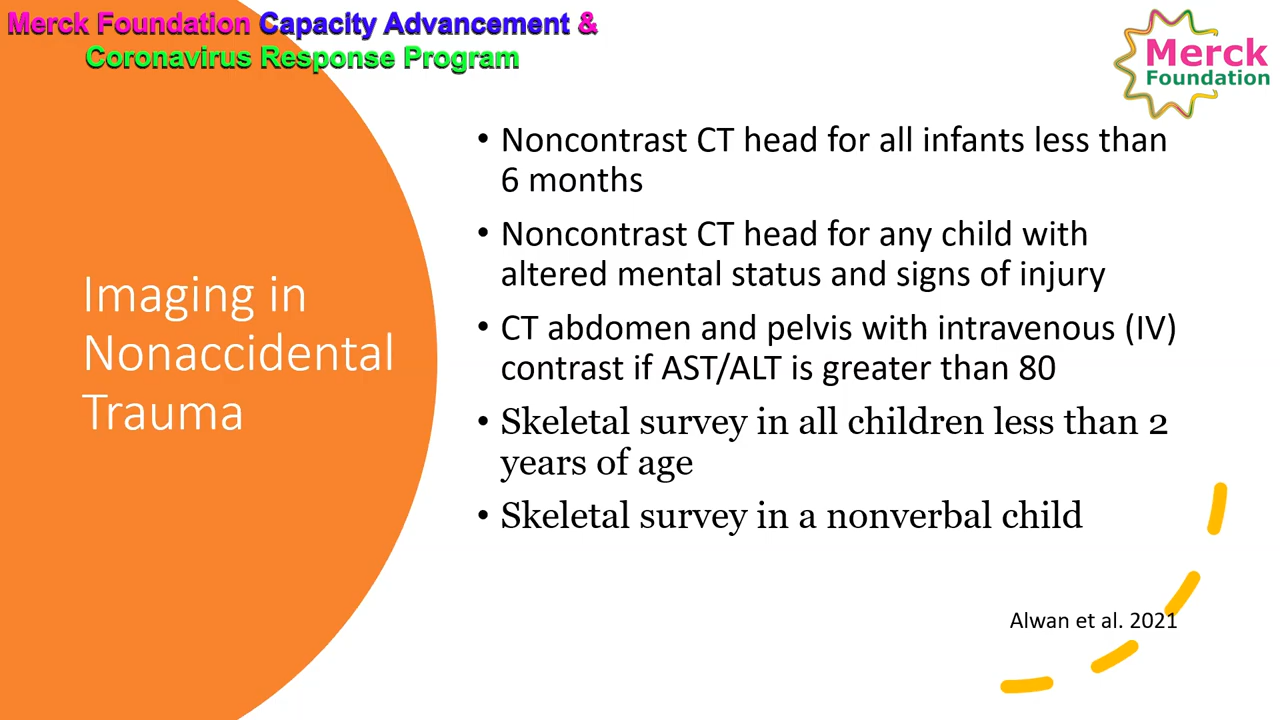 Merck Foundation Capacity Advancement &
Coronavirus Response Program
Merck
Foundation
Imaging in
Nonaccidental
Trauma
• Noncontrast CT head for all infants less than
6 months
• Noncontrast CT head for any child with
altered mental status and signs of injury
• CT abdomen and pelvis with intravenous (IV)
contrast if AST/ALT is greater than 80
• Skeletal survey in all children less than 2
years of age
• Skeletal survey in a nonverbal child
Alwan et al. 2021